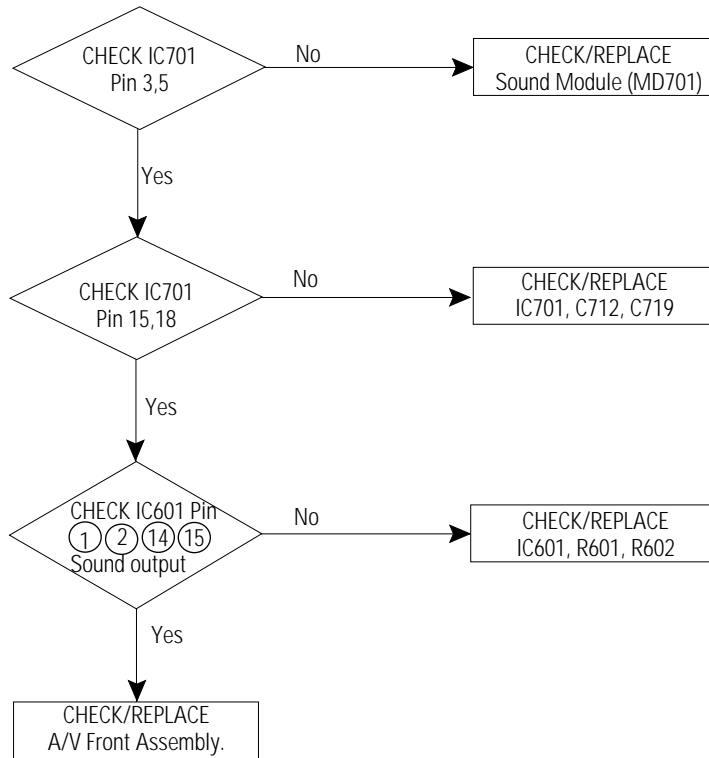 CHECK IC701
Pin 3,5
No
CHECK/REPLACE
Sound Module (MD701)
Yes
CHECK IC701
Pin 15,18
No
CHECK/REPLACE
IC701, C712, C719
Yes
CHECK IC601 Pin
1 2 14 15
Sound output
No
CHECK/REPLACE
IC601, R601, R602
Yes
CHECK/REPLACE
A/V Front Assembly.